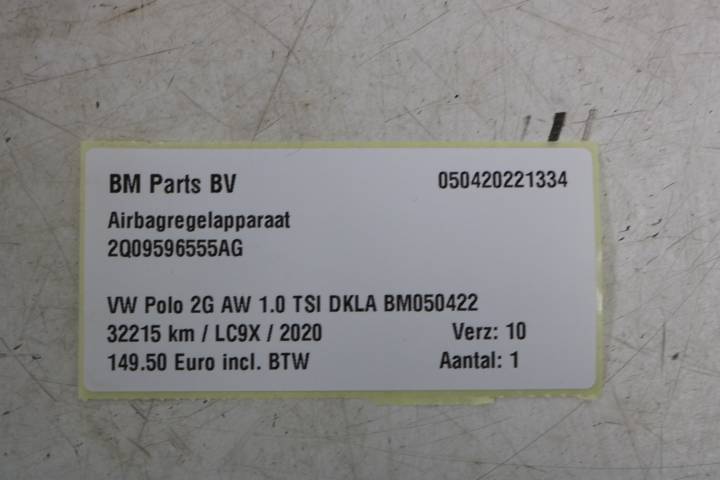 BM Parts BV 050420221334
Airbagregelapparaat
2Q09596555AG
VW Polo 2G AW 1.0 TSI DKLA BM050422
32215 km / LC9X / 2020 Verz: 10
149.50 Euro incl. BTW Aantal: 1